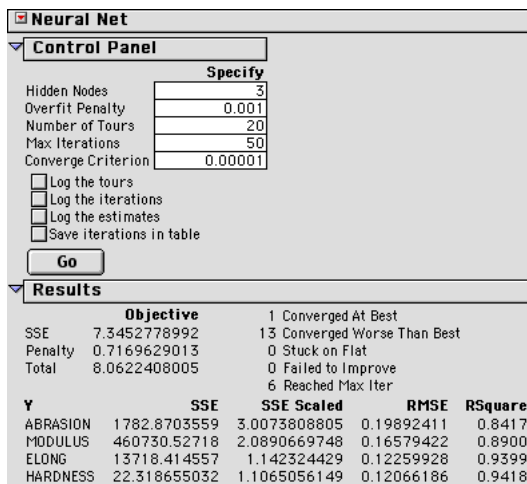 Neural Net
Control Panel
Specify
Hidden Nodes 3
Overfit Penalty 0.001
Number of Tours 20
Max Iterations 50
Converge Criterion 0.00001
Log the tours
Log the iterations
Log the estimates
Save iterations in table
Go
Results
Objective
SSE 7.3452778992
Penalty 0.7169629013
Total 8.0622408005
1 Converged At Best
13 Converged Worse Than Best
0 Stuck on Flat
0 Failed to Improve
6 Reached Max Iter
Y SSE SSE Scaled RMSE RSquare
ABRASION 1782.8703559 3.0073808805 0.19892411 0.8417
MODULUS 460730.52718 2.0890669748 0.16579422 0.8900
ELONG 13718.414557 1.142324429 0.12259928 0.9399
HARDNESS 22.318655032 1.1065056149 0.12066186 0.9418